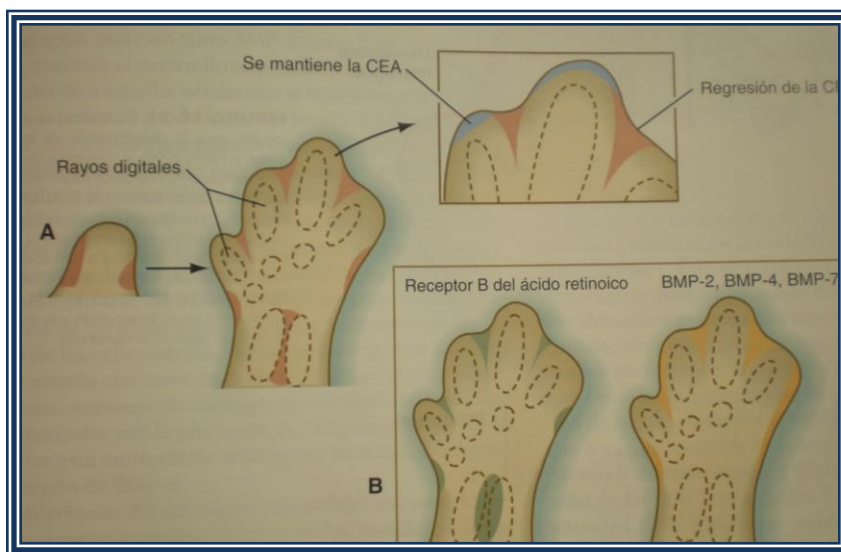 Se mantiene la CEA
Regresión de la
Rayos digitales
A
Receptor B del ácido retinoico
BMP-2, BMP-4, BMP-7
B